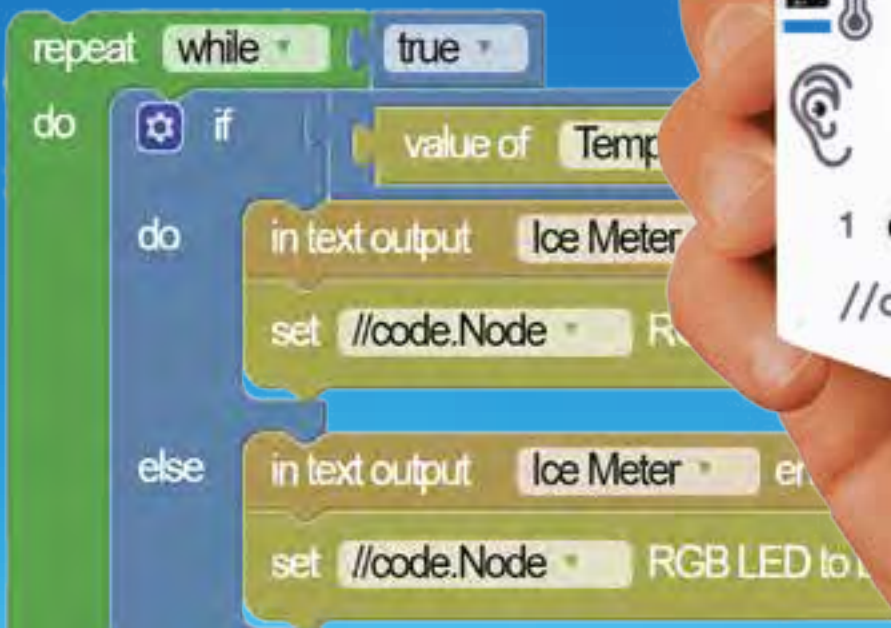 repeat while true
do if value of Temp
do in text output Ice Meter
set //code.Node
else in text output Ice Meter
set //code.Node RGB LED to
1
//